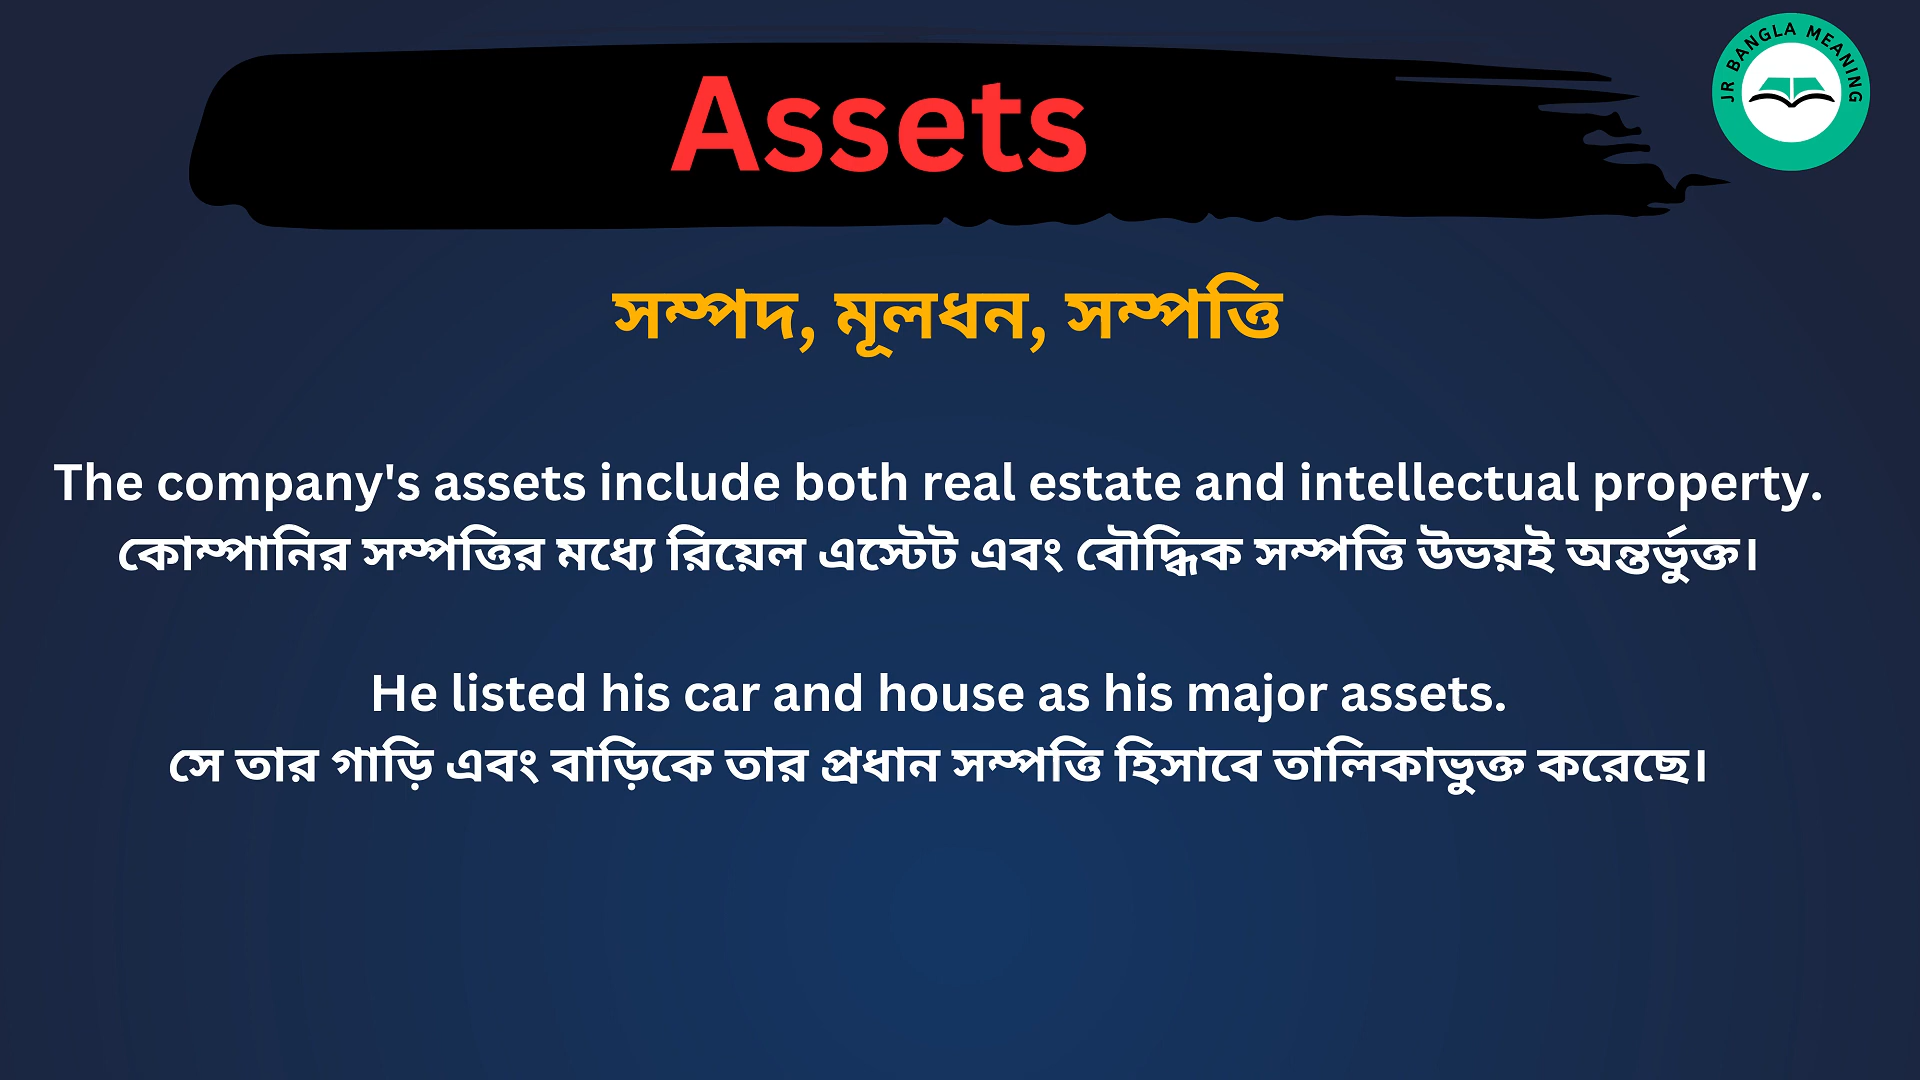 Assets
JR BANGLA MEANING
সম্পদ, মূলধন, সম্পত্তি
The company's assets include both real estate and intellectual property.
কোম্পানির সম্পত্তির মধ্যে রিয়েল এস্টেট এবং বৌদ্ধিক সম্পত্তি উভয়ই অন্তর্ভুক্ত।
He listed his car and house as his major assets.
সে তার গাড়ি এবং বাড়িকে তার প্রধান সম্পত্তি হিসাবে তালিকাভুক্ত করেছে।